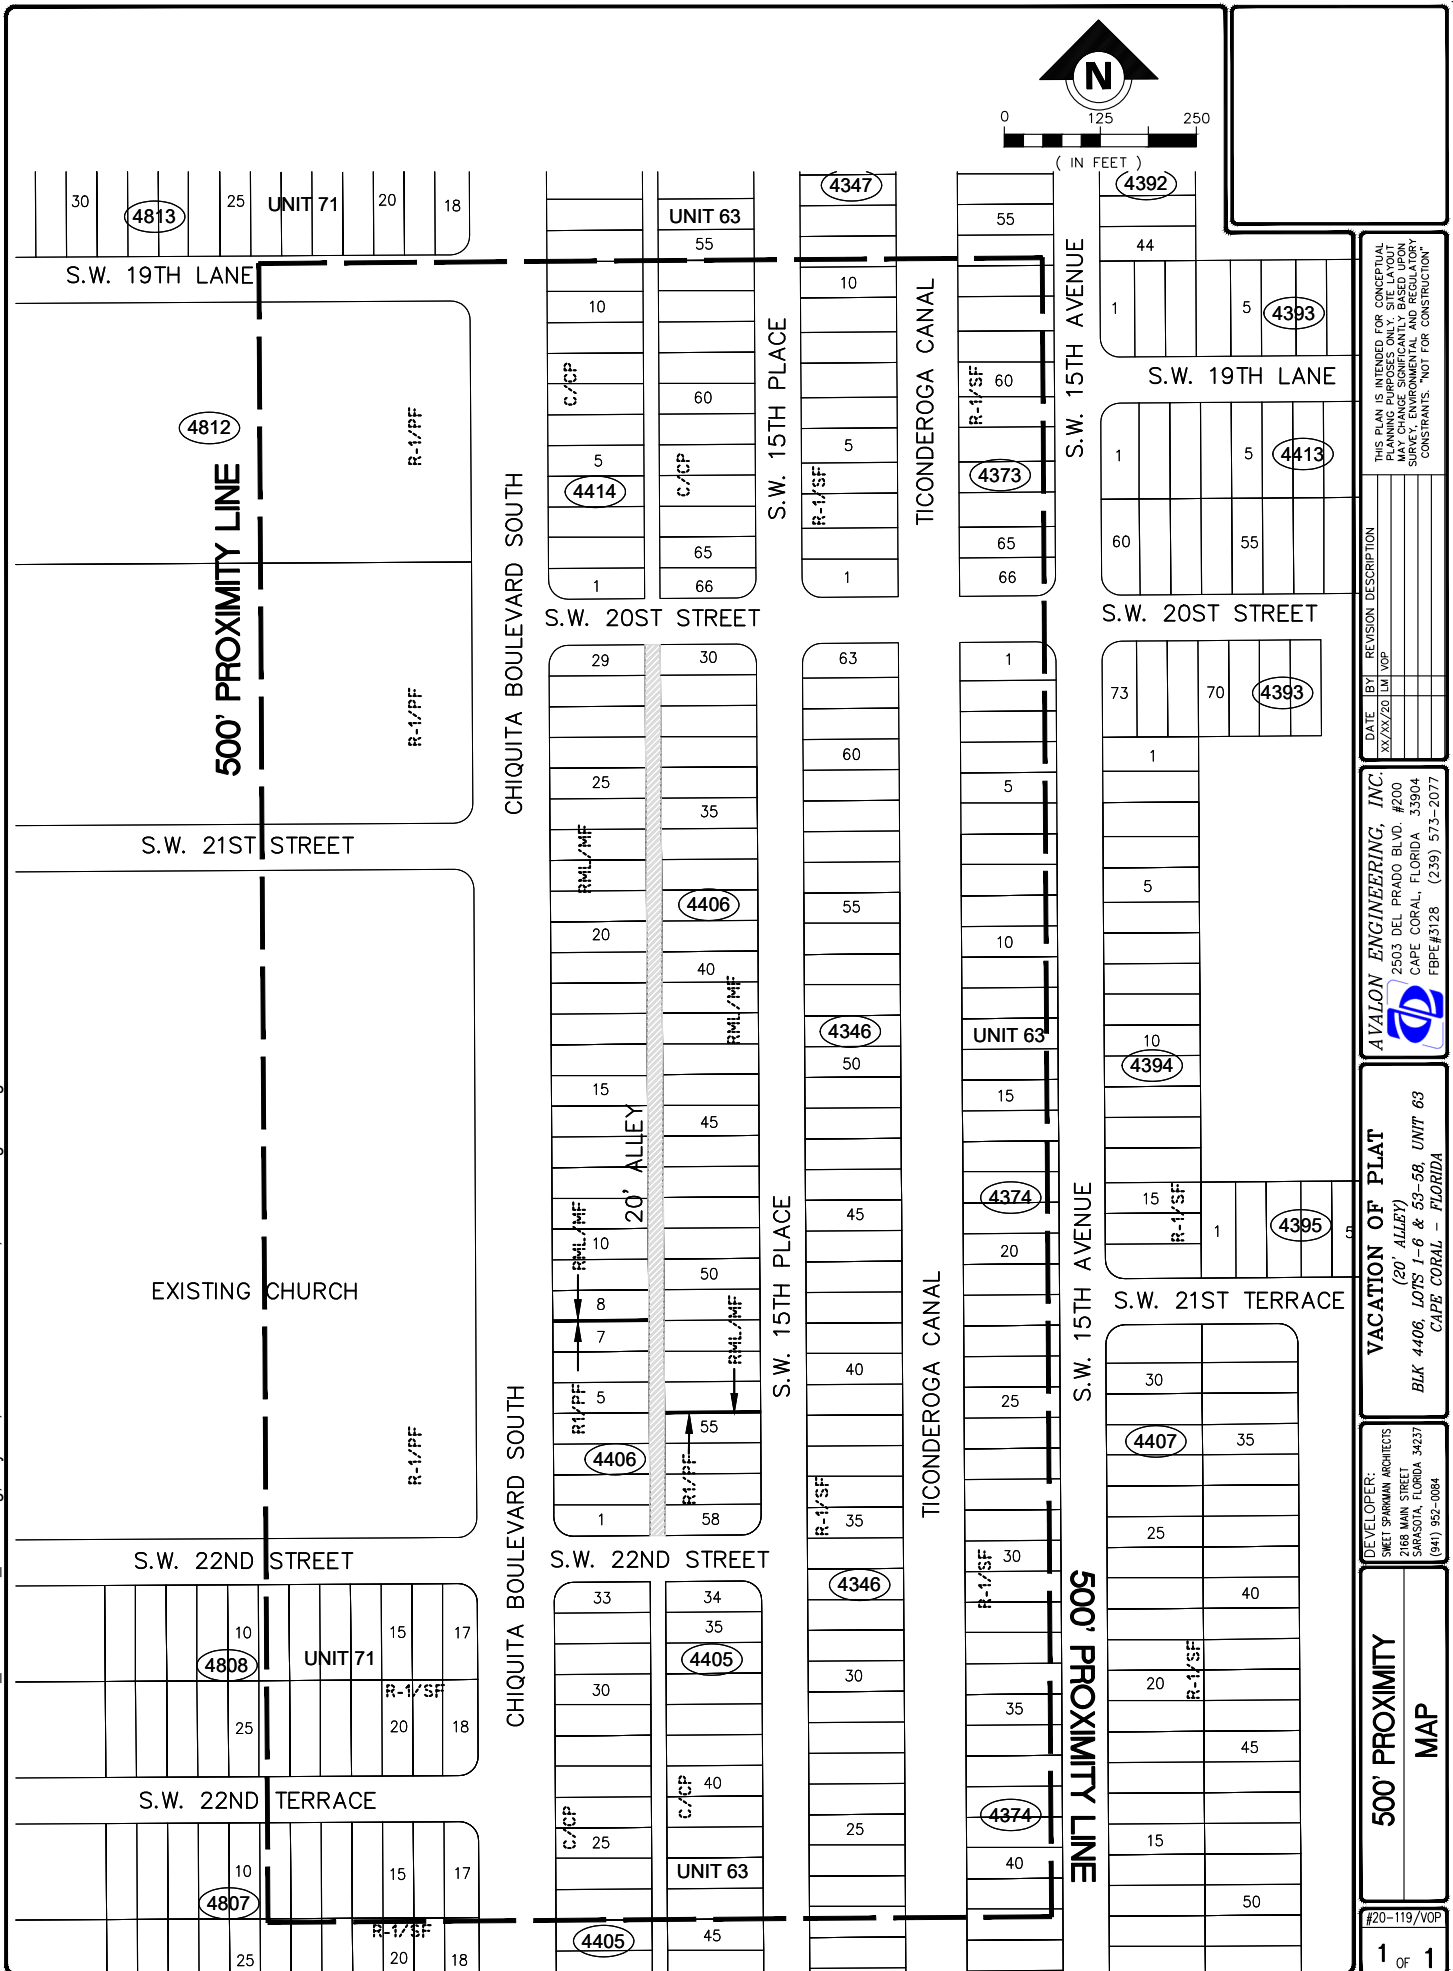 N
0 125 250
( IN FEET )
30 4813 25 UNIT 71 20 18
UNIT 63
55
4347
55
4392
44
S.W. 19TH LANE
10
10
1 5 4393
S.W. 19TH LANE
4812
R-1/PF
500' PROXIMITY LINE
CHIQUITA BOULEVARD SOUTH
C/CP
60
5
C/CP
4414
65
1
66
S.W. 15TH PLACE
5
R-1/SF
1
TICONDEROGA CANAL
R-1/SF
60
4373
65
66
S.W. 15TH AVENUE
1 5 4413
60 55
S.W. 20ST STREET
S.W. 20ST STREET
R-1/PF
29
30
63
1
73 70 4393
60
1
25
5
35
S.W. 21ST STREET
RML/MF
4406
5
55
20
10
40
RML/MF
4346
UNIT 63
10
50
4394
15
15
20' ALLEY
45
4374
15
R-1/SF
1 4395 5
45
RML/MF
10
20
S.W. 15TH PLACE
50
EXISTING CHURCH
8
7
RML/MF
TICONDEROGA CANAL
S.W. 15TH AVENUE
S.W. 21ST TERRACE
40
30
R1/PF
5
25
55
4407
35
R-1/PF
CHIQUITA BOULEVARD SOUTH
4406
R1/PF
R-1/SF
1
58
35
25
S.W. 22ND STREET
S.W. 22ND STREET
30
R-1/SF
4346
33
34
40
500' PROXIMITY LINE
10
15
17
35
4808
UNIT 71
4405
R-1/SF
30
30
20
R-1/SF
25
20
18
35
45
S.W. 22ND TERRACE
C/CP
40
4374
C/CP
25
25
15
10
15
17
UNIT 63
40
4807
50
R-1/SF
4405
45
25
20
18
THIS PLAN IS INTENDED FOR CONCEPTUAL
PLANNING PURPOSES ONLY. SITE LAYOUT
MAY CHANGE SIGNIFICANTLY BASED UPON
SURVEY, ENVIRONMENTAL AND REGULATORY
CONSTRANTS. "NOT FOR CONSTRUCTION"
DATE BY REVISION DESCRIPTION
XX/XX/20 LM VOP
AVALON ENGINEERING, INC.
2503 DEL PRADO BLVD. #200
CAPE CORAL, FLORIDA 33904
FBPE#3128 (239) 573-2077
VACATION OF PLAT
(20' ALLEY)
BLK 4406, LOTS 1-6 & 53-58, UNIT 63
CAPE CORAL - FLORIDA
DEVELOPER:
SWEET SPARKMAN ARCHITECTS
2168 MAIN STREET
SARASOTA, FLORIDA 34237
(941) 952-0084
500' PROXIMITY
MAP
#20-119/VOP
1 OF 1